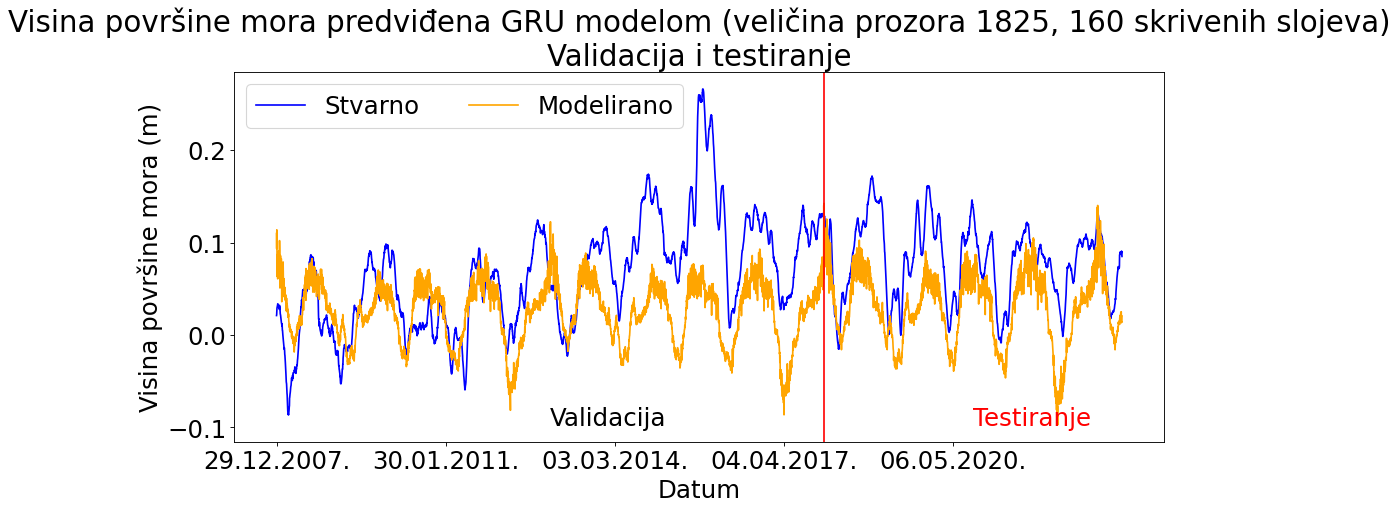 Visina površine mora predviđena GRU modelom (veličina prozora 1825, 160 skrivenih slojeva)
Validacija i testiranje
Stvarno
Modelirano
Visina površine mora (m)
0.2
0.1
0.0
−0.1
Validacija
Testiranje
29.12.2007.
30.01.2011.
03.03.2014.
04.04.2017.
06.05.2020.
Datum